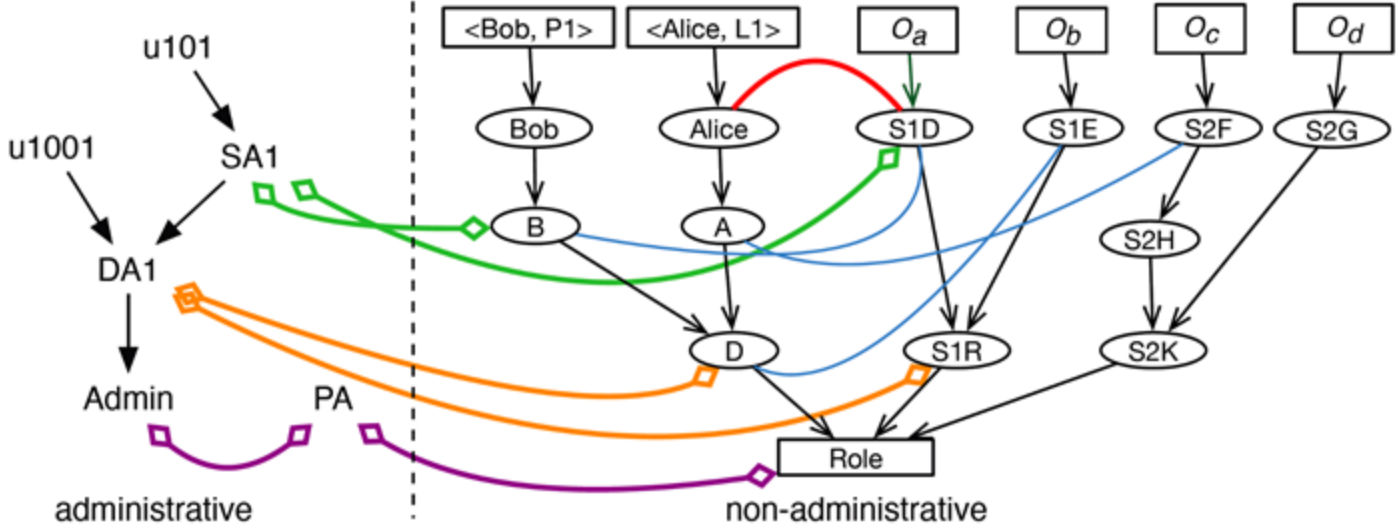 u101
u1001
SA1
DA1
Admin
PA
administrative
<Bob, P1>
<Alice, L1>
Oa
Ob
Oc
Od
Bob
Alice
S1D
S1E
S2F
S2G
B
A
S2H
D
S1R
S2K
Role
non-administrative